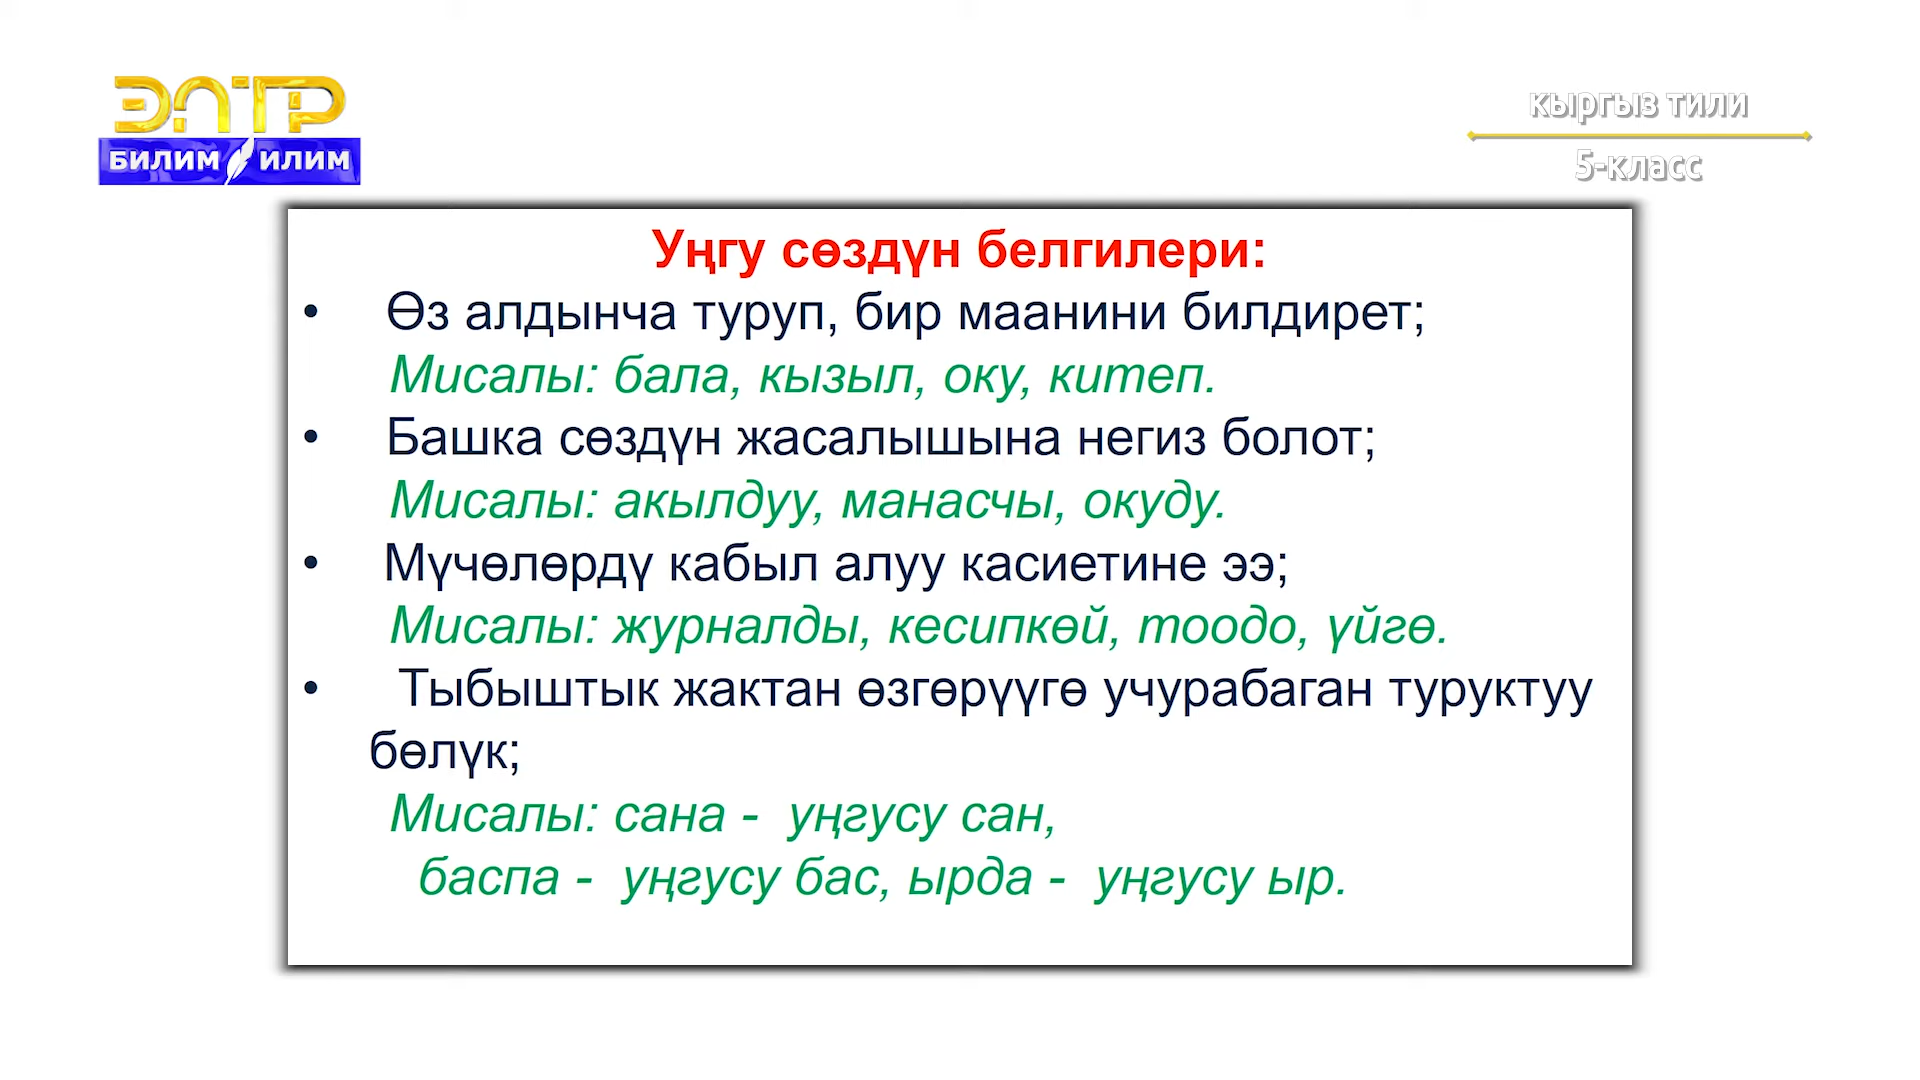 ЭЛТР
БИЛИМ ИЛИМ
кыргыз тили
5-класс
Уңгу сөздүн белгилери:
• Өз алдынча туруп, бир маанини билдирет;
Мисалы: бала, кызыл, оку, китеп.
• Башка сөздүн жасалышына негиз болот;
Мисалы: акылдуу, манасчы, окуду.
• Мүчөлөрдү кабыл алуу касиетине ээ;
Мисалы: журналды, кесипкөй, тоодо, үйгө.
• Тыбыштык жактан өзгөрүүгө учурабаган туруктуу
бөлүк;
Мисалы: сана - уңгусу сан,
баспа - уңгусу бас, ырда - уңгусу ыр.